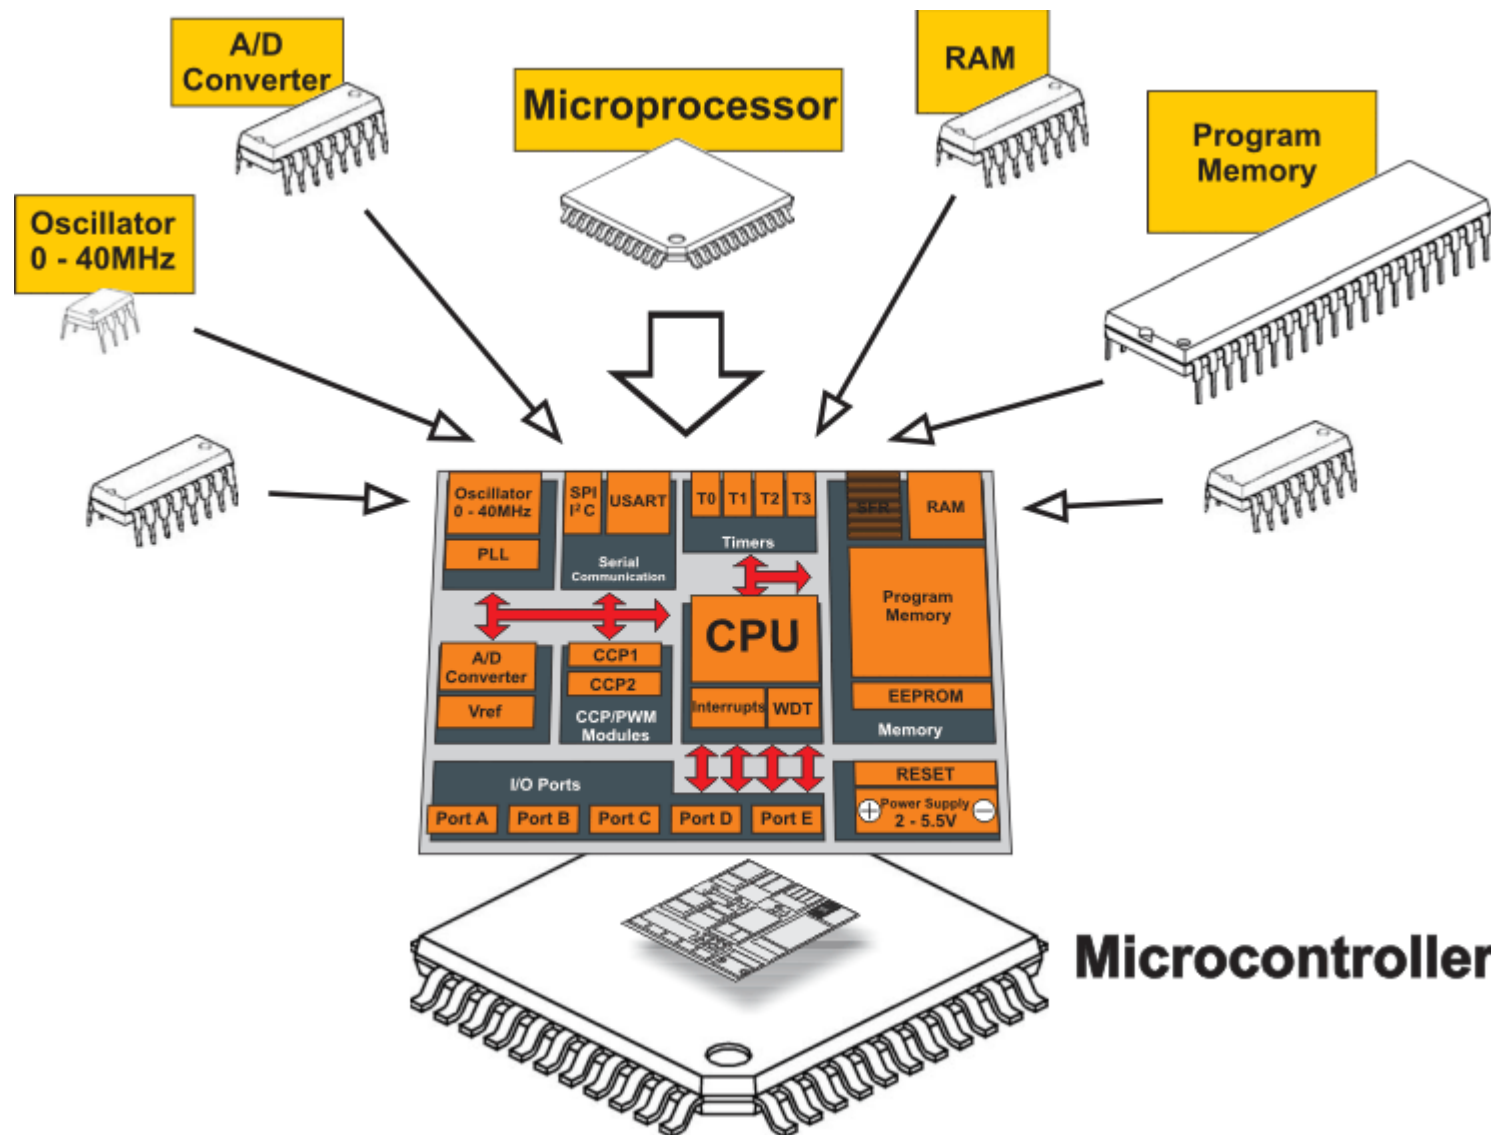 A/D
Converter
Microprocessor
RAM
Program
Memory
Oscillator
0 - 40MHz
Oscillator
0 - 40MHz
PLL
SPI
I²C
USART
Serial
Communication
T0 T1 T2 T3
Timers
SFR
RAM
Program
Memory
EEPROM
Memory
A/D
Converter
Vref
CCP1
CCP2
CCP/PWM
Modules
CPU
Interrupts
WDT
I/O Ports
Port A
Port B
Port C
Port D
Port E
RESET
+ Power Supply −
2 - 5.5V
Microcontroller